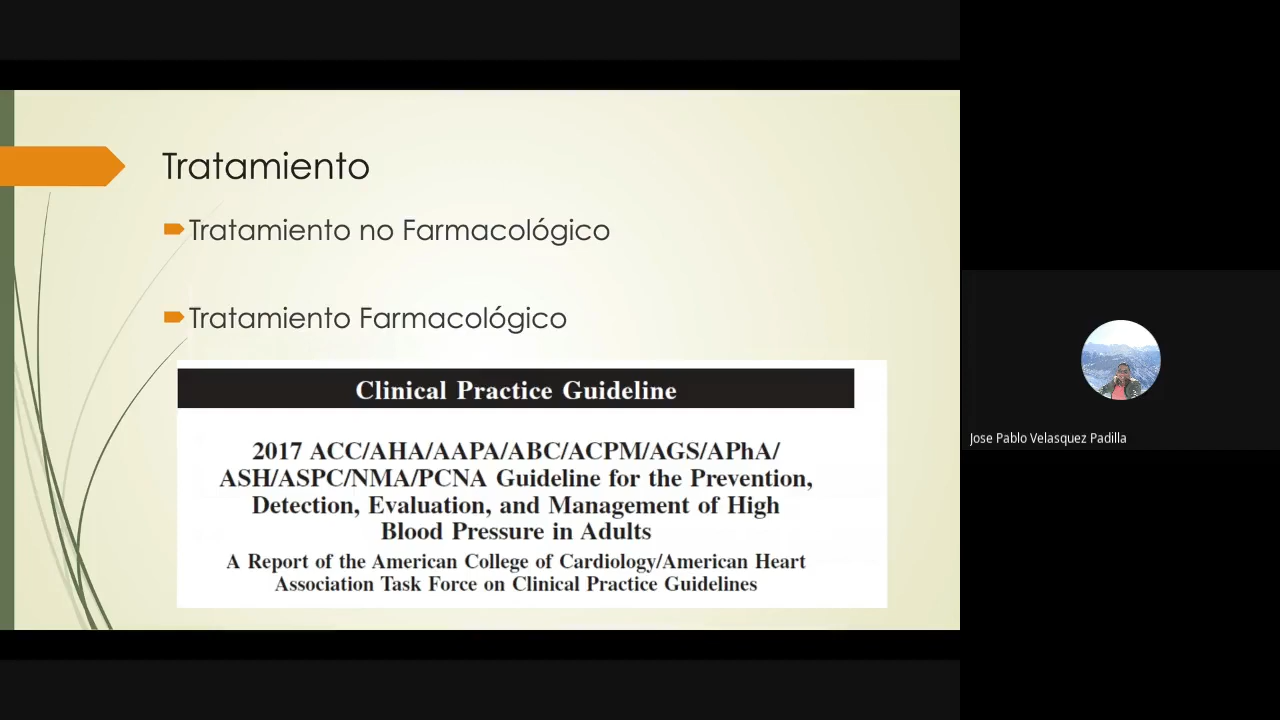 Tratamiento
Tratamiento no Farmacológico
Tratamiento Farmacológico
Clinical Practice Guideline
2017 ACC/AHA/AAPA/ABC/ACPM/AGS/APhA/
ASH/ASPC/NMA/PCNA Guideline for the Prevention,
Detection, Evaluation, and Management of High
Blood Pressure in Adults
A Report of the American College of Cardiology/American Heart
Association Task Force on Clinical Practice Guidelines
Jose Pablo Velasquez Padilla